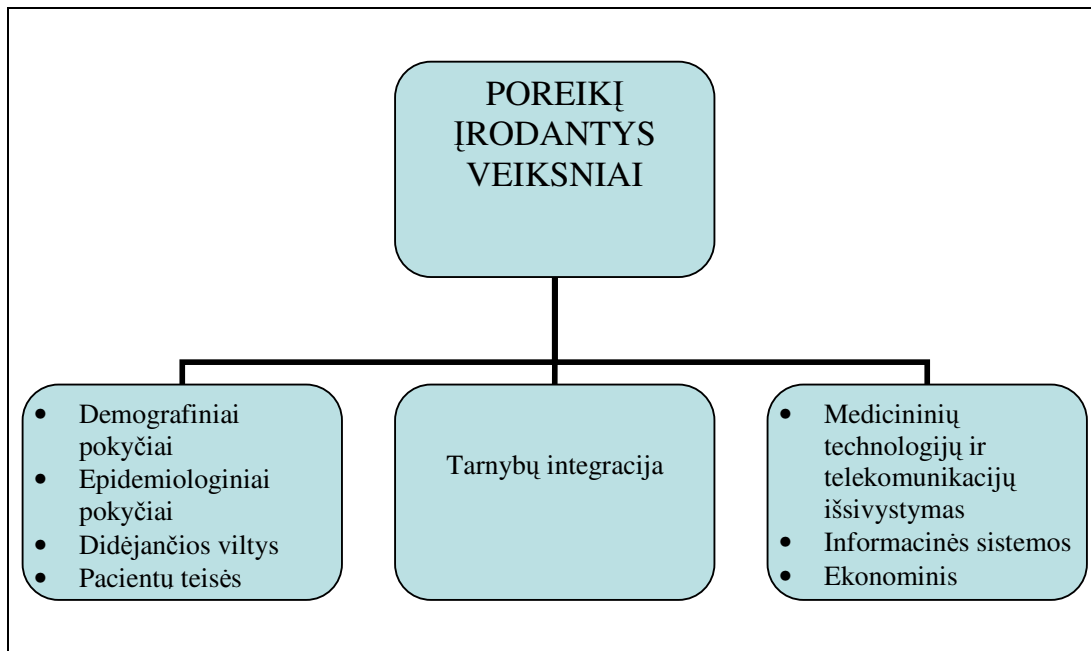 POREIKĮ
ĮRODANTYS
VEIKSNIAI
• Demografiniai
pokyčiai
• Epidemiologiniai
pokyčiai
• Didėjančios viltys
• Pacientų teisės
Tarnybų integracija
• Medicininių
technologijų ir
telekomunikacijų
išsivystymas
• Informacinės sistemos
• Ekonominis